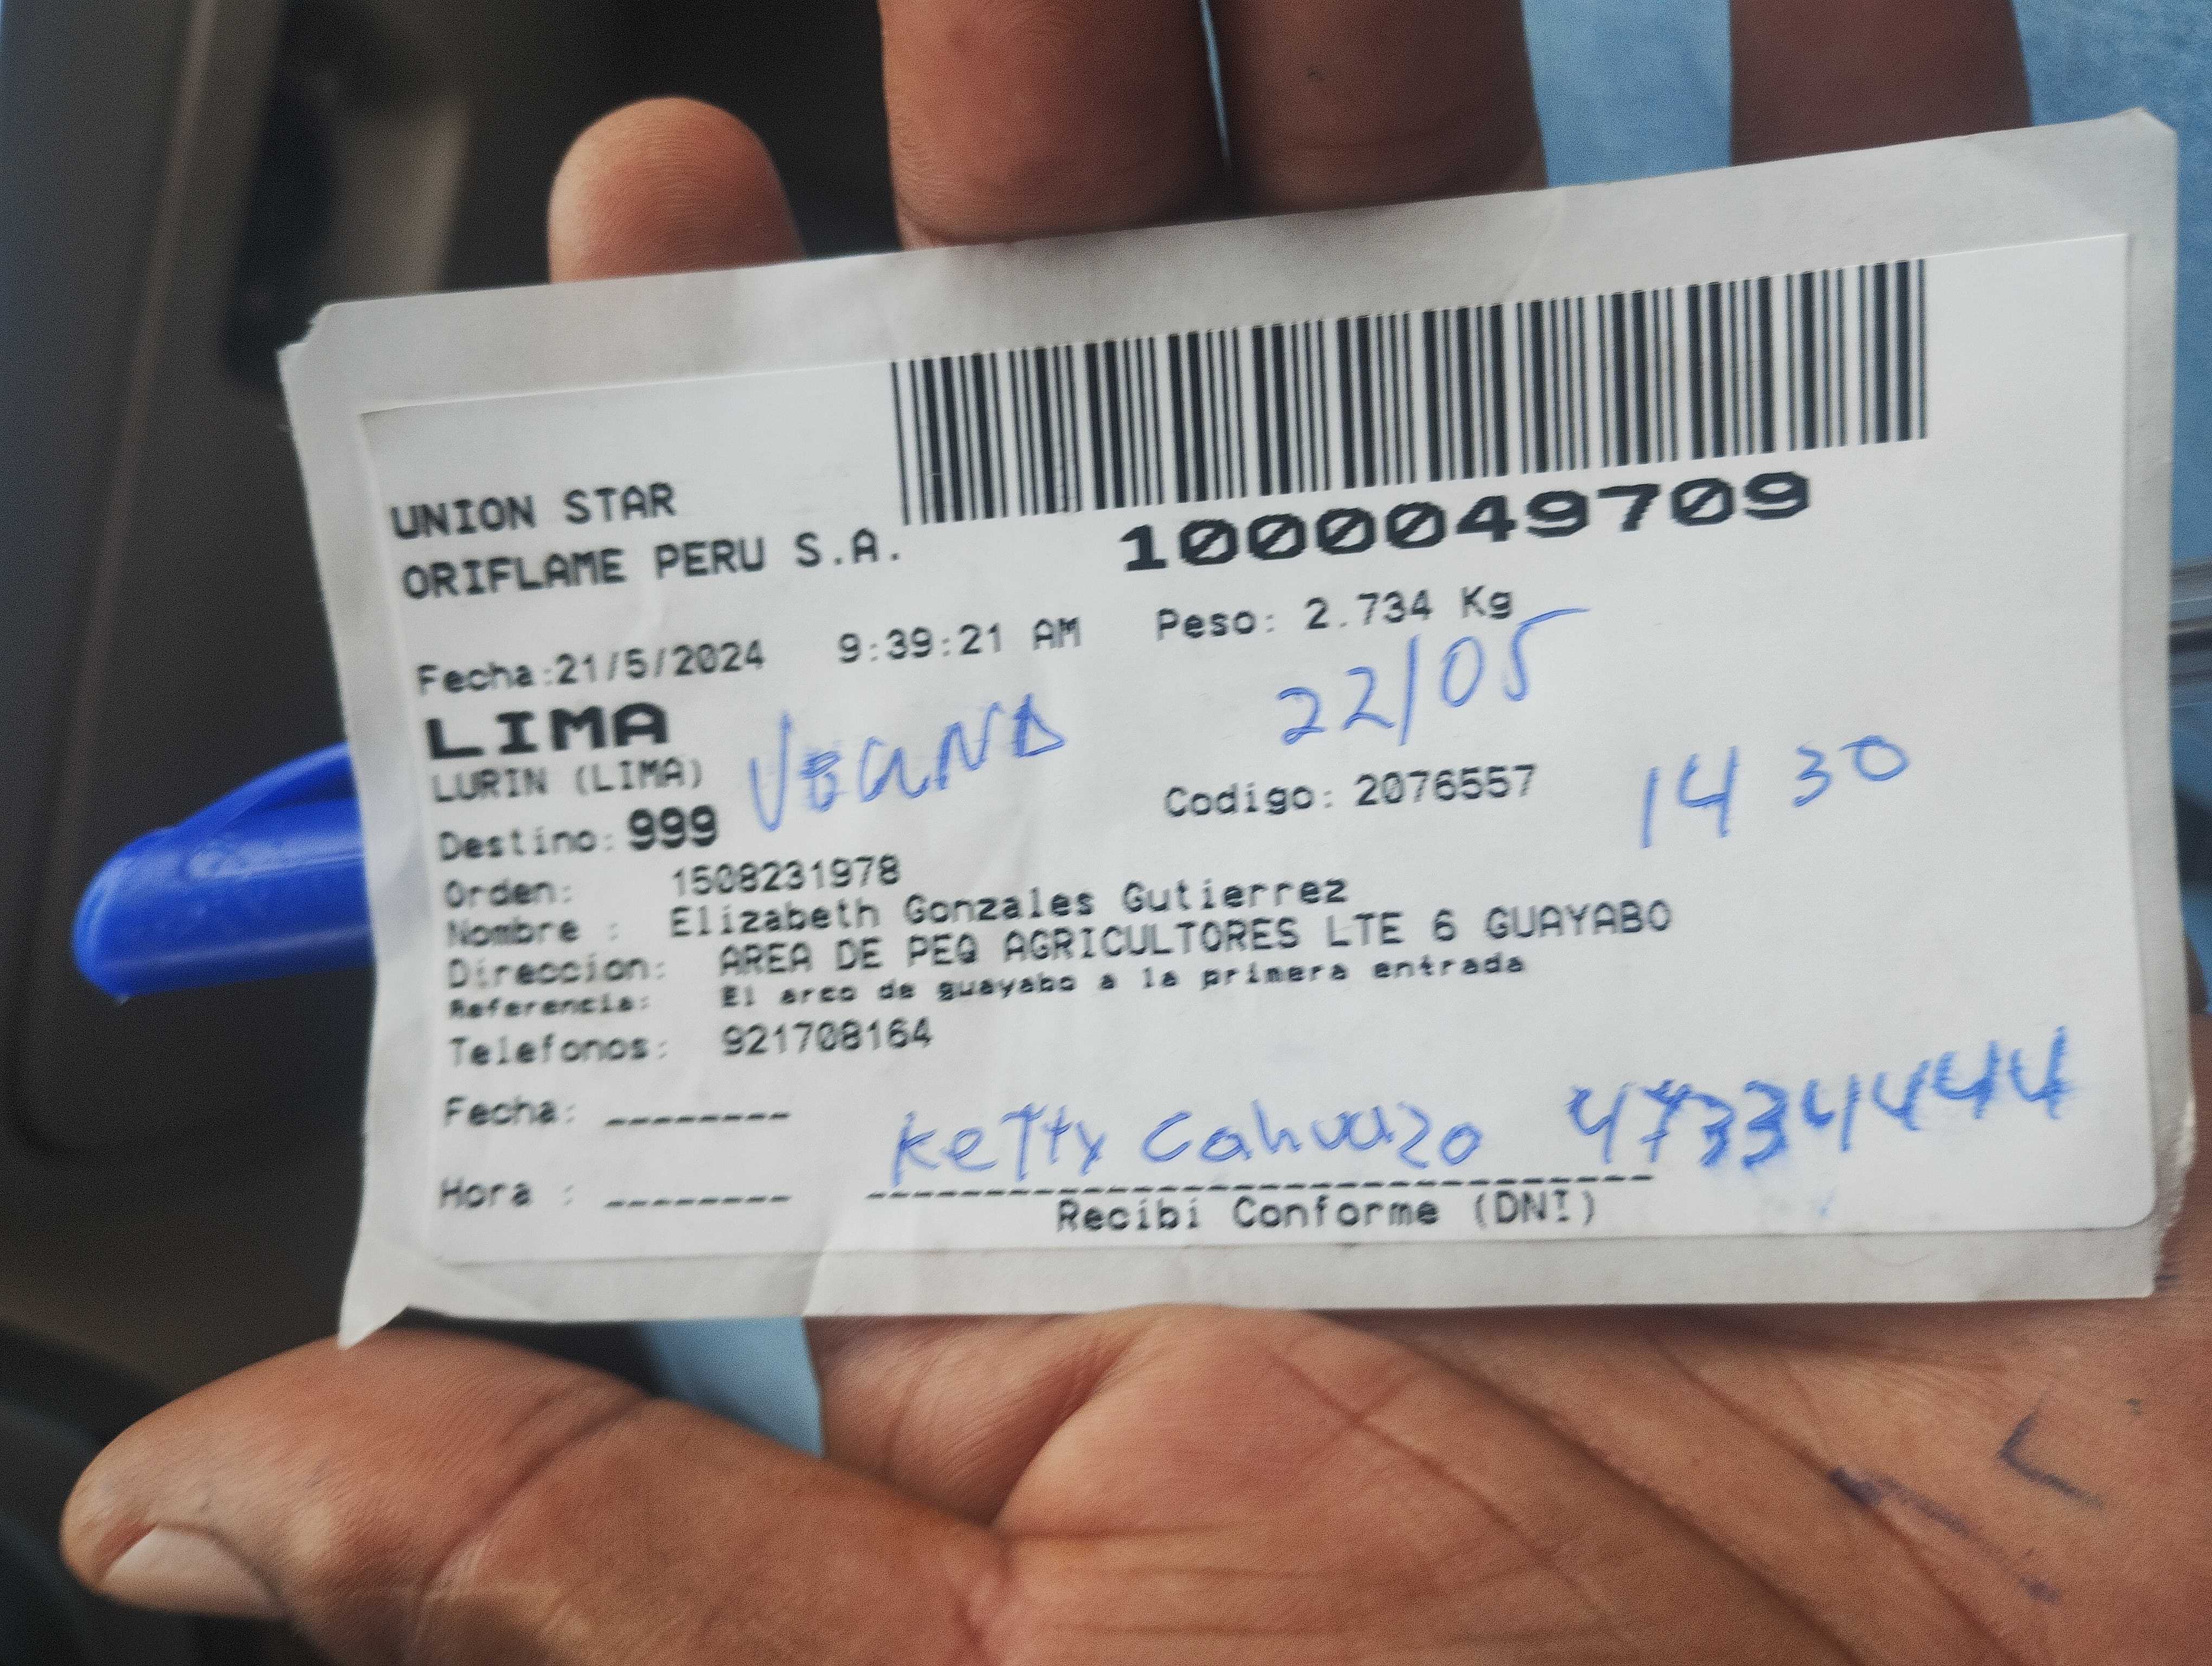 UNION STAR
ORIFLAME PERU S.A.
1000049709
Fecha:21/5/2024 9:39:21 AM Peso: 2.734 Kg
LIMA 22/05
LURIN (LIMA)
Destino: 999 Codigo: 2076557 14 30
Orden: 1508231978
Nombre : Elizabeth Gonzales Gutierrez
Direccion: AREA DE PEQ AGRICULTORES LTE 6 GUAYABO
Referencia: El arco de guayabo a la primera entrada
Telefonos: 921708164
Fecha: --------
Ketty
Hora : --------
Recibi Conforme (DNI)